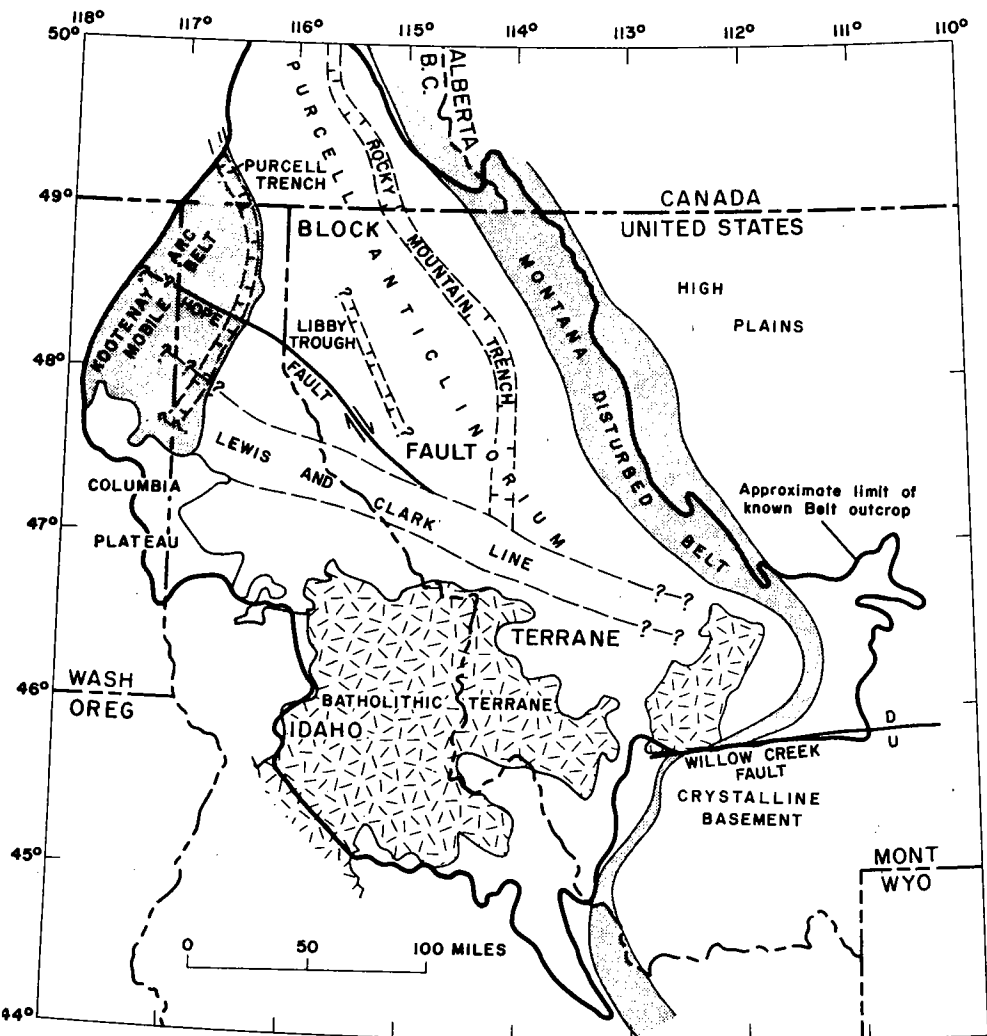 118° 117° 116° 115° 114° 113° 112° 111° 110°
50°
ALBERTA
B.C.
PURCELL ANTICLINORIUM
ROCKY MOUNTAIN TRENCH
PURCELL
TRENCH
49°
CANADA
UNITED STATES
BLOCK
KOOTENAY ARC
MOBILE BELT
MONTANA DISTURBED BELT
HIGH
PLAINS
? ?
HOPE FAULT
LIBBY
TROUGH
?
48°
? ? ?
?
?
FAULT
LEWIS AND CLARK LINE
COLUMBIA
PLATEAU
Approximate limit of
known Belt outcrop
47°
? ?
? ?
TERRANE
WASH
OREG
46°
BATHOLITHIC TERRANE
IDAHO
D
U
WILLOW CREEK
FAULT
CRYSTALLINE
BASEMENT
45°
MONT
WYO
0 50 100 MILES
44°